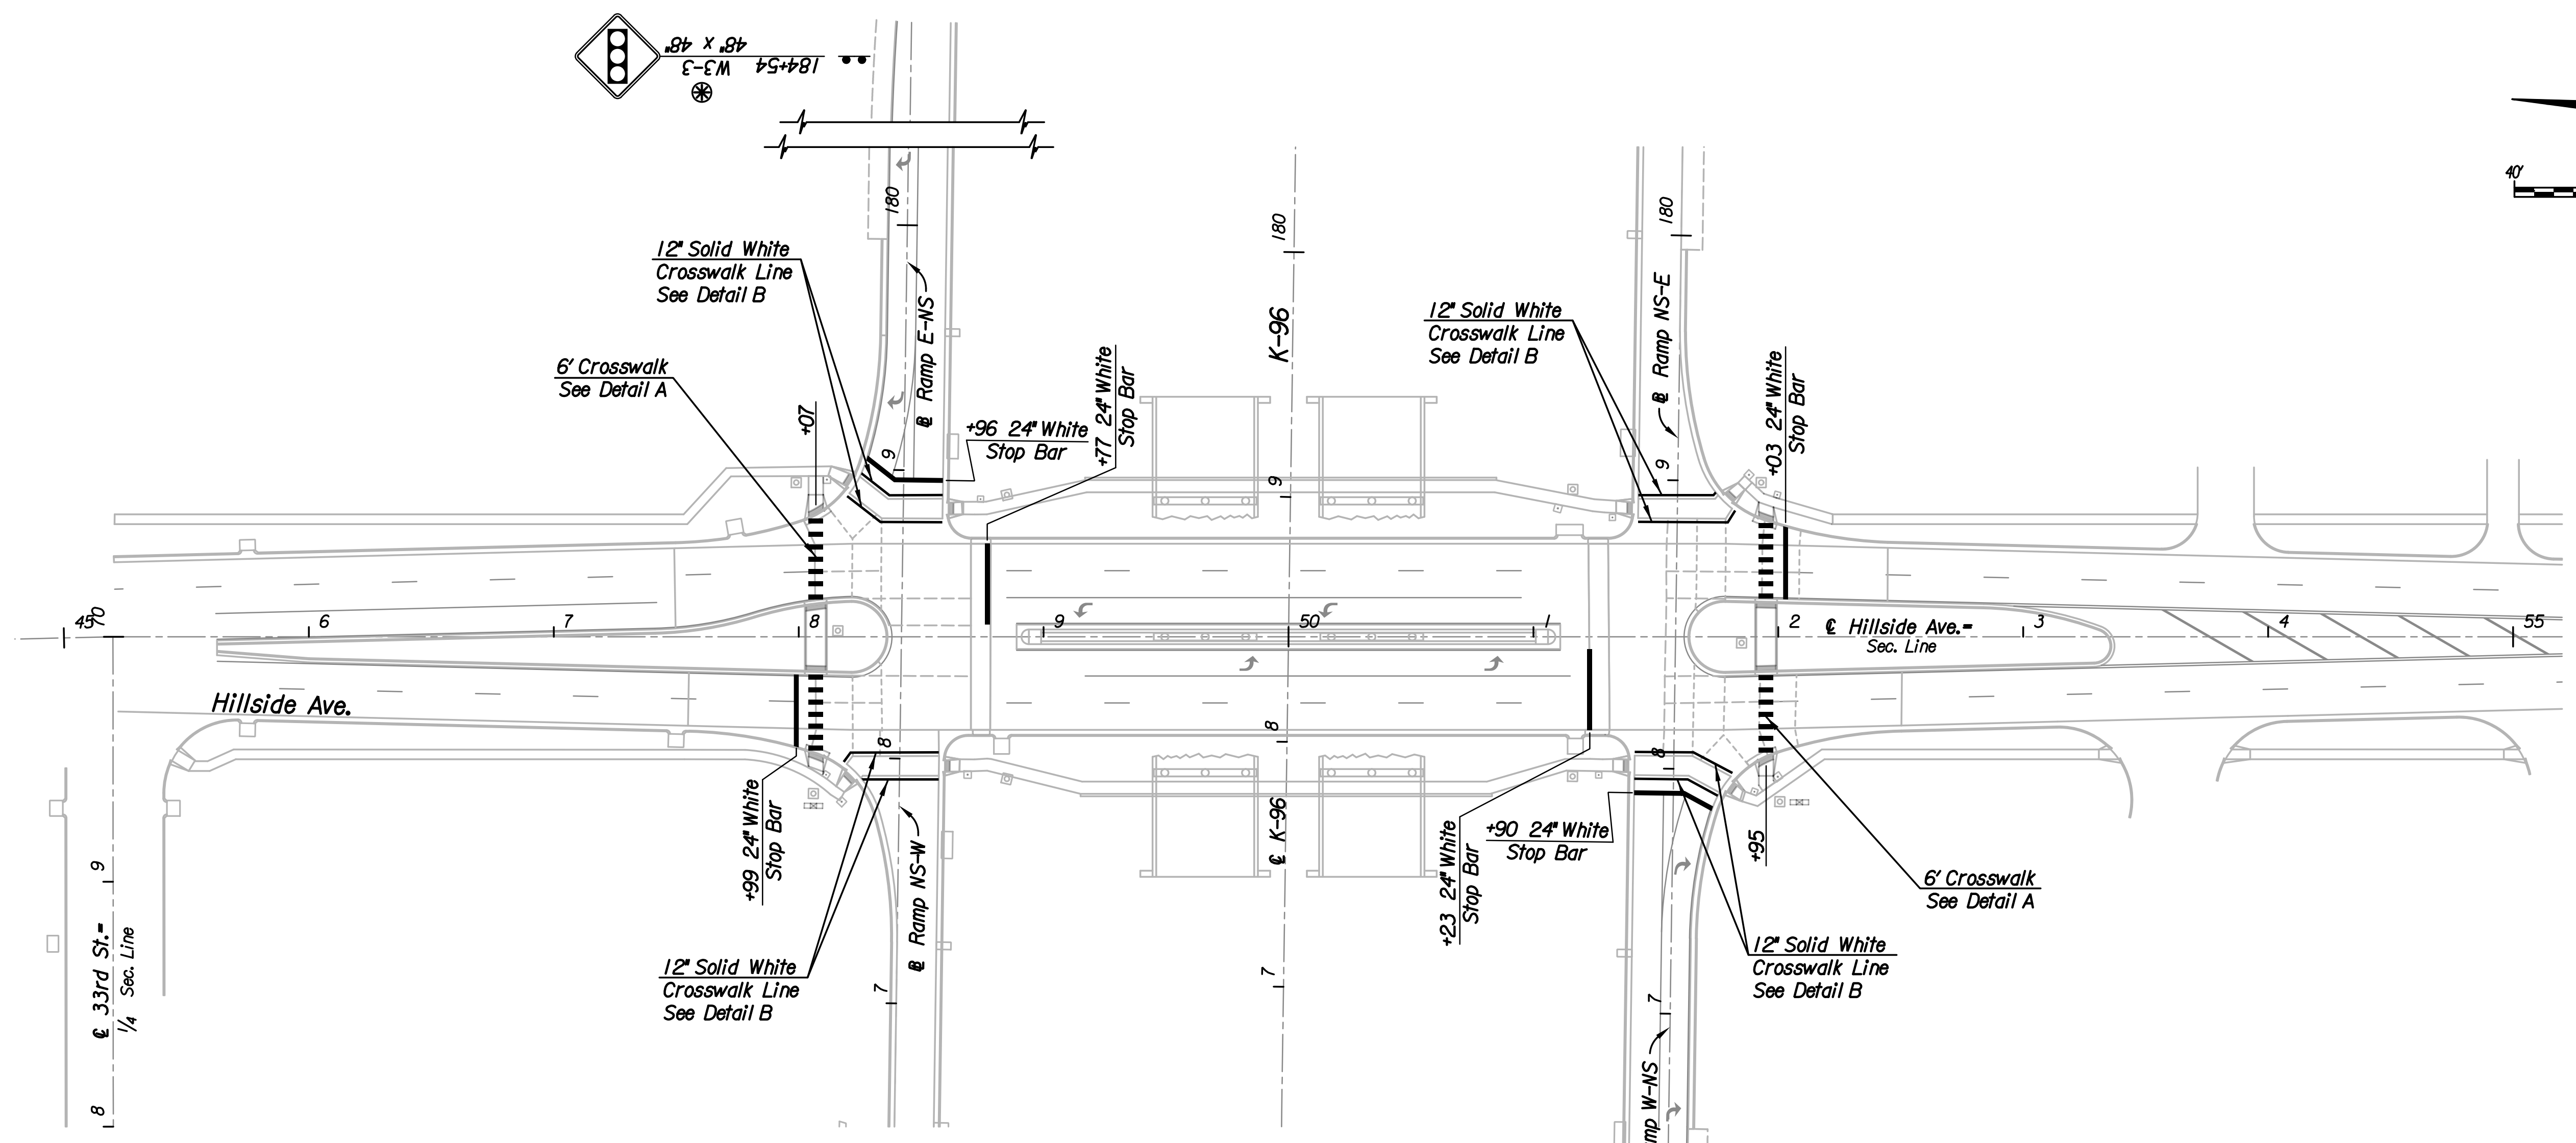 48" x 48"
W3-3
184+54
40'
180
180
180
12" Solid White
Crosswalk Line
See Detail B
6' Crosswalk
See Detail A
+07
℄ Ramp E-NS
9
+96 24" White
Stop Bar
+77 24" White
Stop Bar
K-96
9
12" Solid White
Crosswalk Line
See Detail B
℄ Ramp NS-E
9
+03 24" White
Stop Bar
45
70
6
7
8
9
50
1
2
℄ Hillside Ave.=
Sec. Line
3
4
55
Hillside Ave.
8
8
8
+99 24" White
Stop Bar
℄ Ramp NS-W
7
12" Solid White
Crosswalk Line
See Detail B
℄ K-96
7
+23 24" White
Stop Bar
+90 24" White
Stop Bar
+95
6' Crosswalk
See Detail A
12" Solid White
Crosswalk Line
See Detail B
7
mp W-NS
9
℄ 33rd St.=
1/4 Sec. Line
8